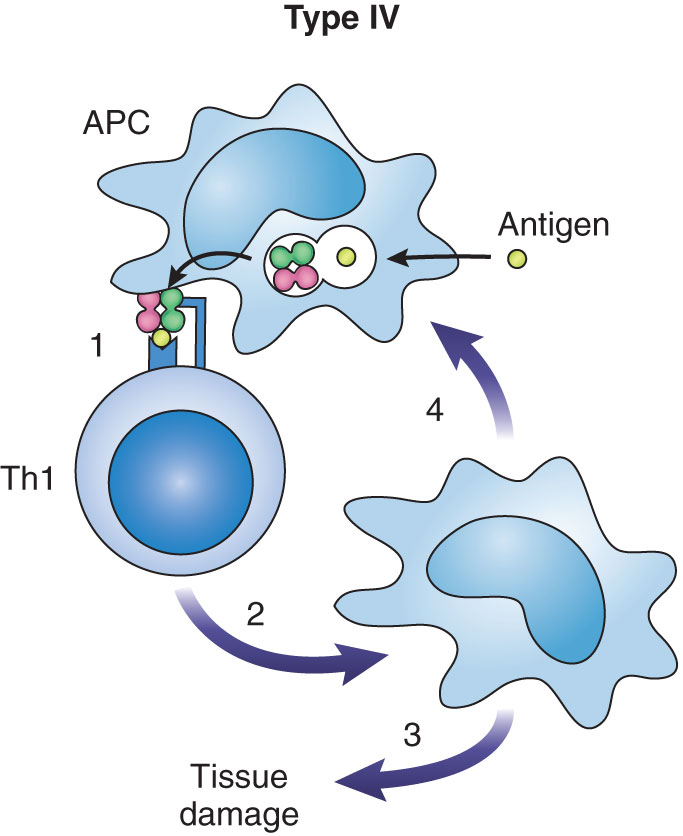 Type IV
APC
Antigen
1
4
Th1
2
3
Tissue
damage